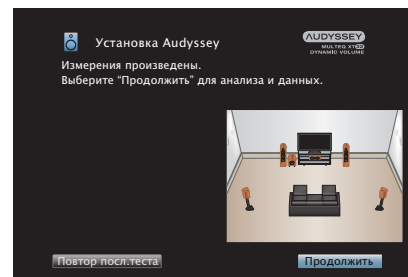 Установка Audyssey
AUDYSSEY
MULTEQ XT32
DYNAMIC VOLUME
Измерения произведены.
Выберите “Продолжить” для анализа и данных.
Повтор посл.теста
Продолжить